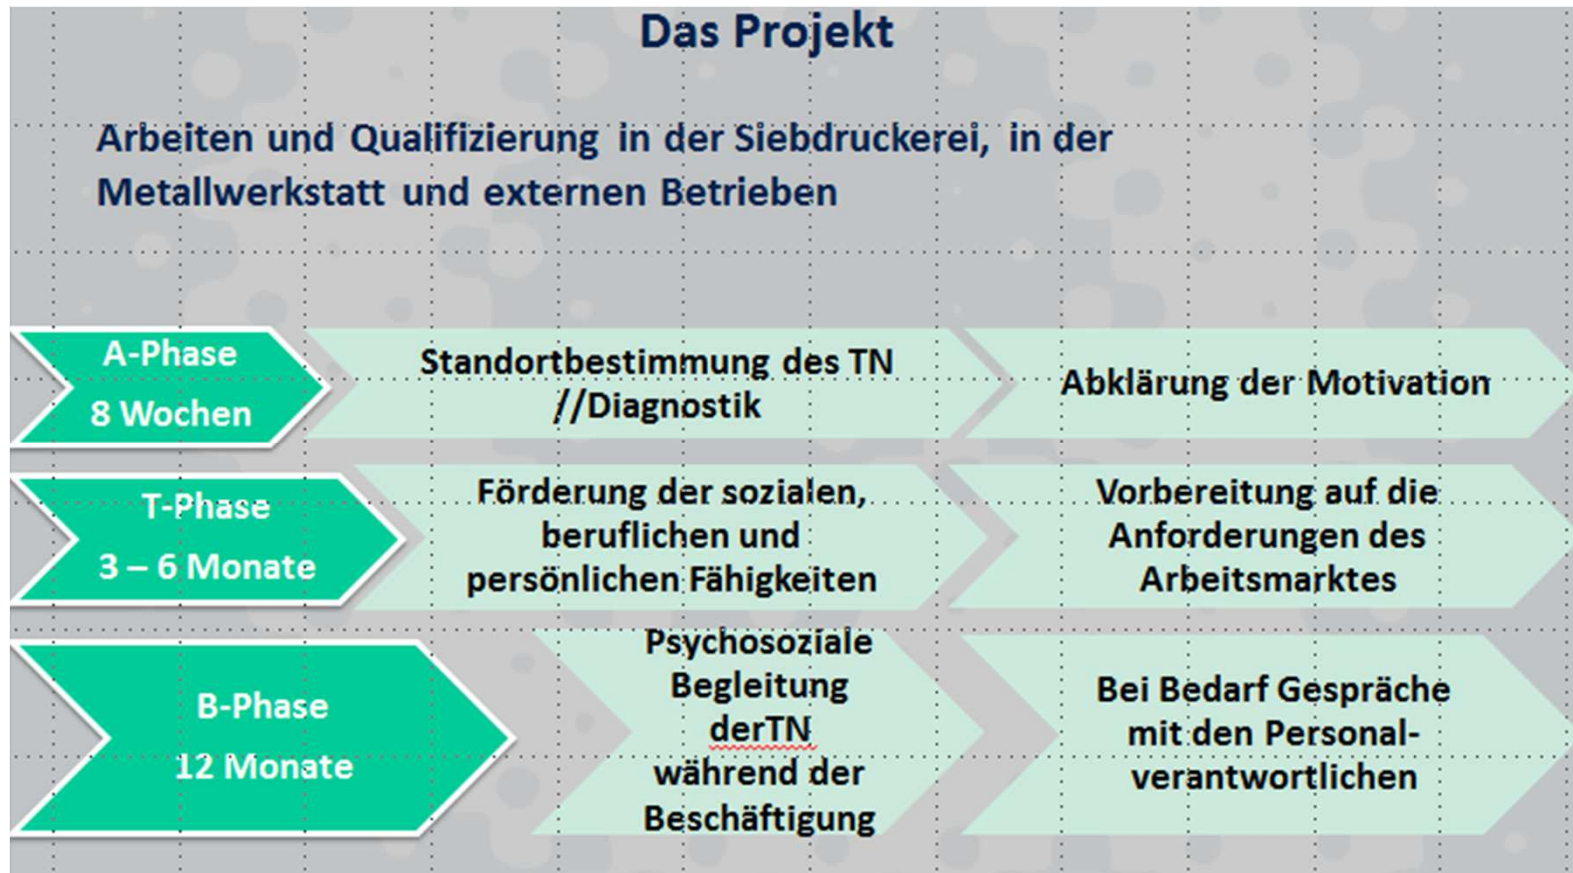 Das Projekt
Arbeiten und Qualifizierung in der Siebdruckerei, in der
Metallwerkstatt und externen Betrieben
A-Phase
8 Wochen
Standortbestimmung des TN
//Diagnostik
Abklärung der Motivation
T-Phase
3 – 6 Monate
Förderung der sozialen,
beruflichen und
persönlichen Fähigkeiten
Vorbereitung auf die
Anforderungen des
Arbeitsmarktes
B-Phase
12 Monate
Psychosoziale
Begleitung
derTN
während der
Beschäftigung
Bei Bedarf Gespräche
mit den Personal-
verantwortlichen